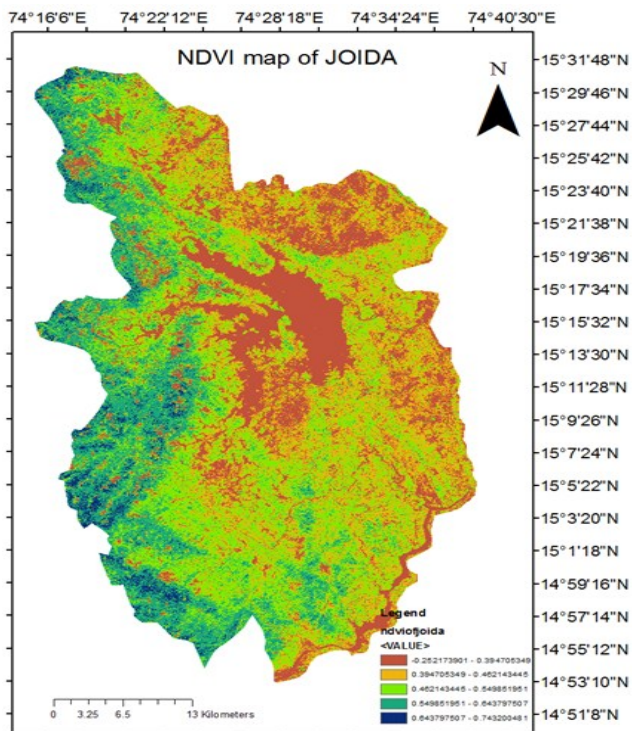 74°16'6"E 74°22'12"E 74°28'18"E 74°34'24"E 74°40'30"E
NDVI map of JOIDA
N
15°31'48"N
15°29'46"N
15°27'44"N
15°25'42"N
15°23'40"N
15°21'38"N
15°19'36"N
15°17'34"N
15°15'32"N
15°13'30"N
15°11'28"N
15°9'26"N
15°7'24"N
15°5'22"N
15°3'20"N
15°1'18"N
14°59'16"N
14°57'14"N
14°55'12"N
14°53'10"N
14°51'8"N
Legend
ndviofjoida
<VALUE>
-0.252173901 - 0.394705349
0.394705349 - 0.462143445
0.462143445 - 0.549851951
0.549851951 - 0.643797507
0.643797507 - 0.743200481
0 3.25 6.5 13 Kilometers